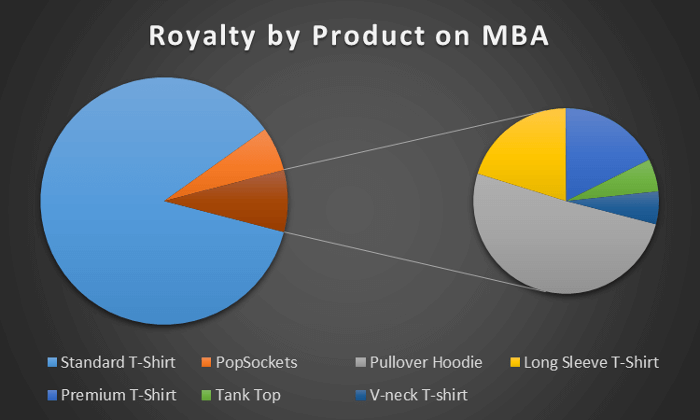 Royalty by Product on MBA
Standard T-Shirt PopSockets Pullover Hoodie Long Sleeve T-Shirt
Premium T-Shirt Tank Top V-neck T-shirt